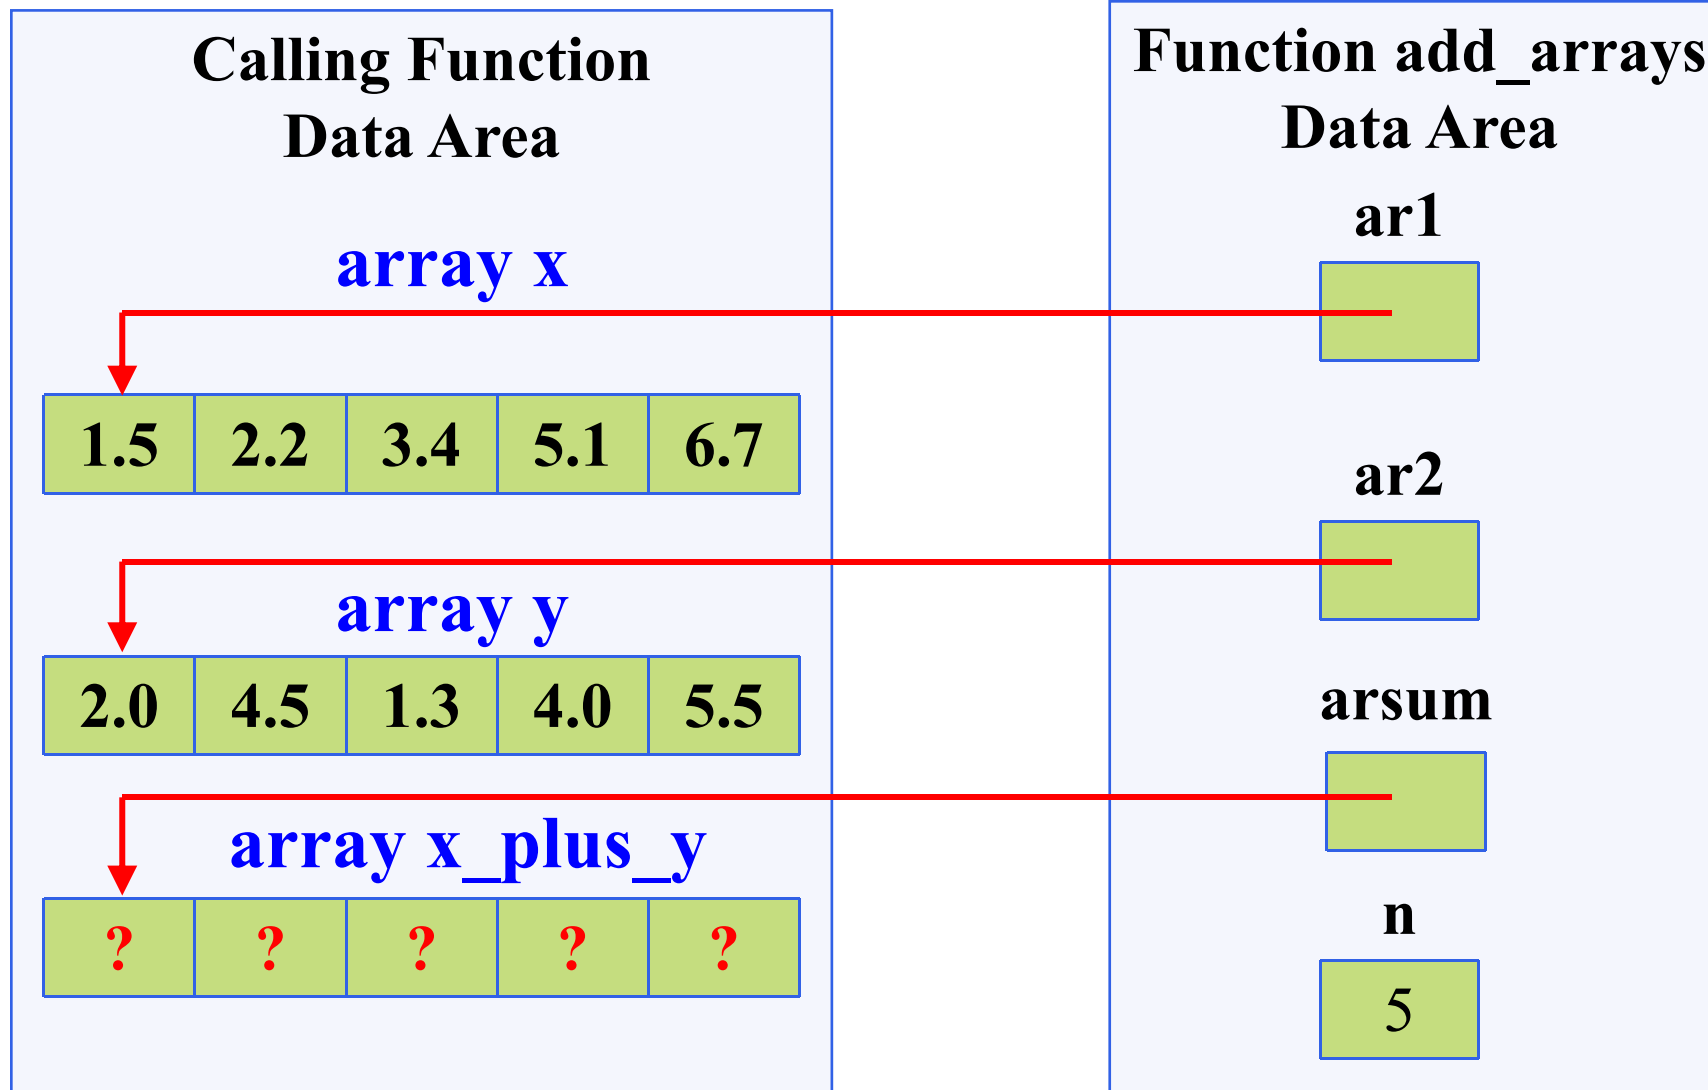 Calling Function
Data Area
array x
1.5 2.2 3.4 5.1 6.7
array y
2.0 4.5 1.3 4.0 5.5
array x_plus_y
? ? ? ? ?
Function add_arrays
Data Area
ar1
ar2
arsum
n
5